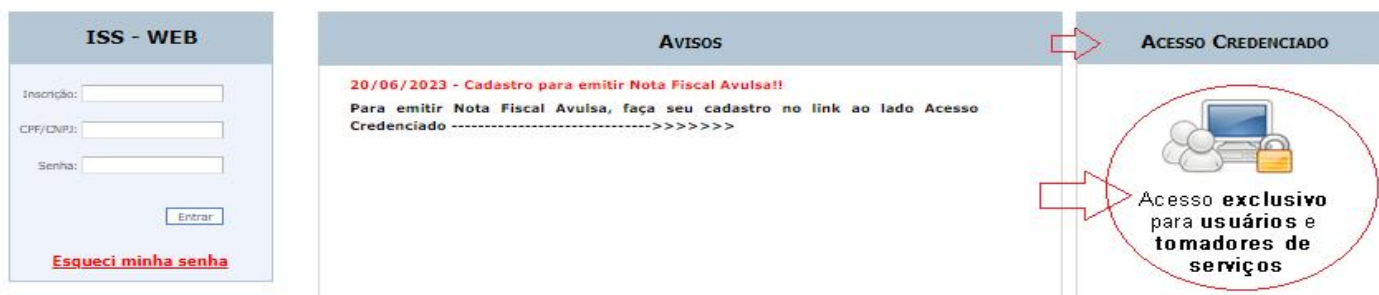 ISS - WEB
Inscrição:
CPF/CNPJ:
Senha:
Entrar
Esqueci minha senha
AVISOS
20/06/2023 - Cadastro para emitir Nota Fiscal Avulsa!!
Para emitir Nota Fiscal Avulsa, faça seu cadastro no link ao lado Acesso
Credenciado ------------------------------>>>>>>>
ACESSO CREDENCIADO
Acesso exclusivo
para usuários e
tomadores de
serviços